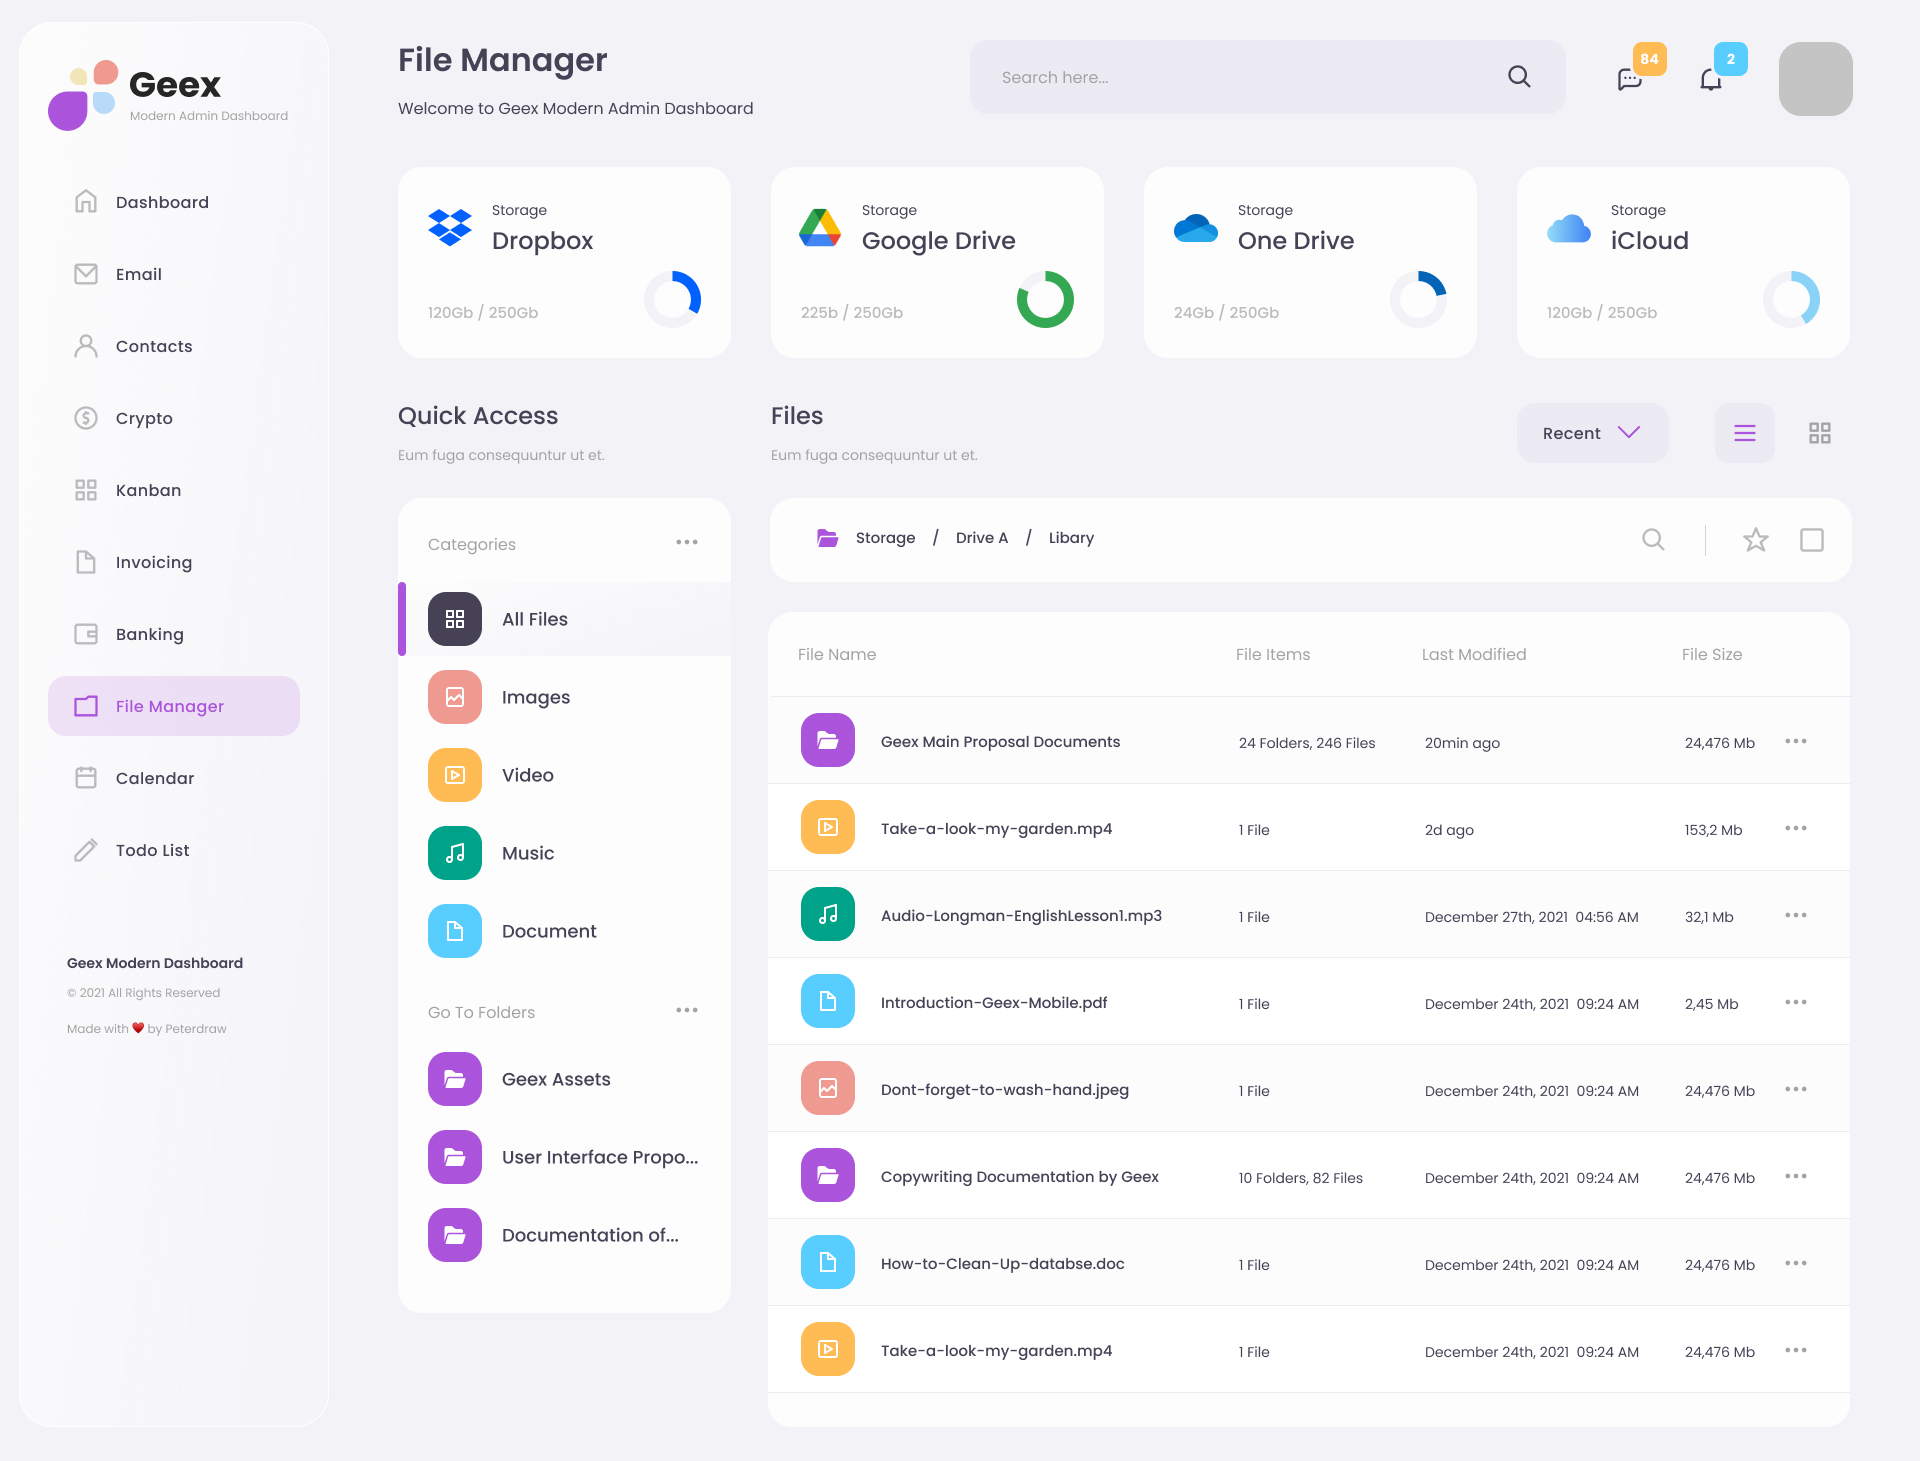 Geex
Modern Admin Dashboard
Dashboard
Email
Contacts
Crypto
Kanban
Invoicing
Banking
File Manager
Calendar
Todo List
Geex Modern Dashboard
© 2021 All Rights Reserved
Made with ❤️ by Peterdraw
File Manager
Welcome to Geex Modern Admin Dashboard
Search here...
84
2
Storage
Dropbox
120Gb / 250Gb
Storage
Google Drive
225b / 250Gb
Storage
One Drive
24Gb / 250Gb
Storage
iCloud
120Gb / 250Gb
Quick Access
Eum fuga consequuntur ut et.
Categories
All Files
Images
Video
Music
Document
Go To Folders
Geex Assets
User Interface Propo...
Documentation of...
Files
Eum fuga consequuntur ut et.
Recent
Storage / Drive A / Libary
File Name File Items Last Modified File Size
Geex Main Proposal Documents 24 Folders, 246 Files 20min ago 24,476 Mb
Take-a-look-my-garden.mp4 1 File 2d ago 153,2 Mb
Audio-Longman-EnglishLesson1.mp3 1 File December 27th, 2021 04:56 AM 32,1 Mb
Introduction-Geex-Mobile.pdf 1 File December 24th, 2021 09:24 AM 2,45 Mb
Dont-forget-to-wash-hand.jpeg 1 File December 24th, 2021 09:24 AM 24,476 Mb
Copywriting Documentation by Geex 10 Folders, 82 Files December 24th, 2021 09:24 AM 24,476 Mb
How-to-Clean-Up-databse.doc 1 File December 24th, 2021 09:24 AM 24,476 Mb
Take-a-look-my-garden.mp4 1 File December 24th, 2021 09:24 AM 24,476 Mb